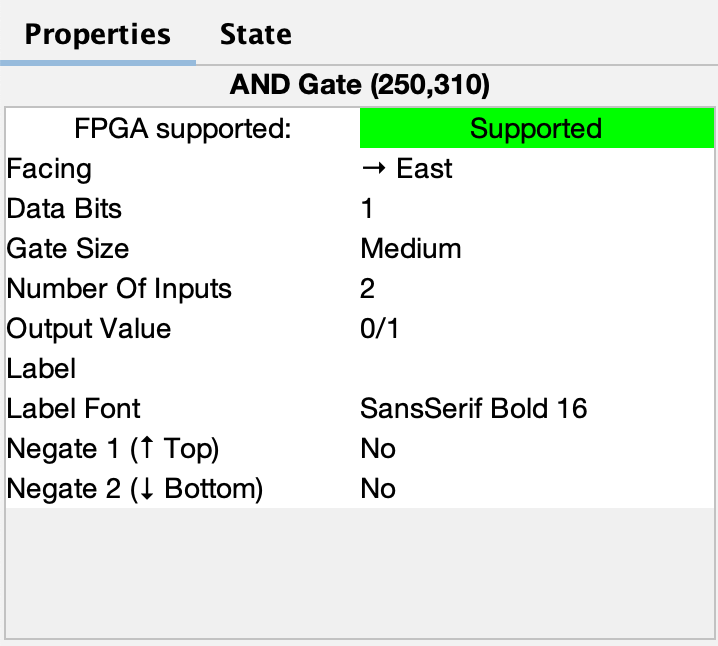 Properties State
AND Gate (250,310)
FPGA supported: Supported
Facing → East
Data Bits 1
Gate Size Medium
Number Of Inputs 2
Output Value 0/1
Label
Label Font SansSerif Bold 16
Negate 1 (↑ Top) No
Negate 2 (↓ Bottom) No